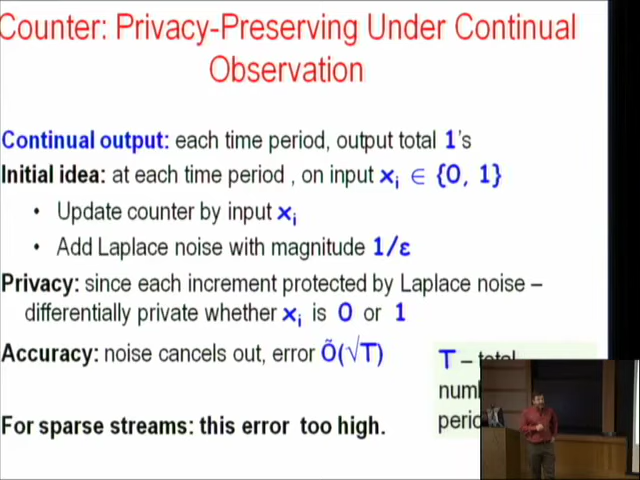 Counter: Privacy-Preserving Under Continual
Observation
Continual output: each time period, output total 1's
Initial idea: at each time period , on input xᵢ ∈ {0, 1}
• Update counter by input xᵢ
• Add Laplace noise with magnitude 1/ε
Privacy: since each increment protected by Laplace noise –
differentially private whether xᵢ is 0 or 1
Accuracy: noise cancels out, error Õ(√T)
T – total
For sparse streams: this error too high.